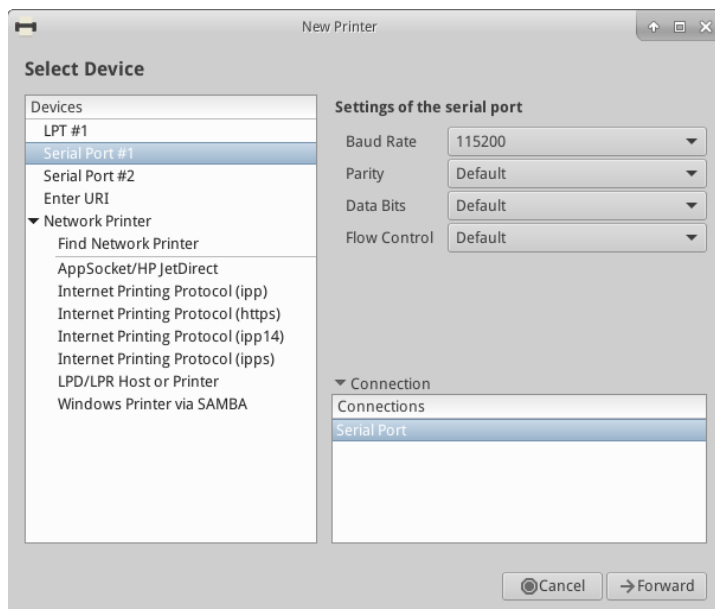 New Printer
Select Device
Devices
LPT #1
Serial Port #1
Serial Port #2
Enter URI
Network Printer
Find Network Printer
AppSocket/HP JetDirect
Internet Printing Protocol (ipp)
Internet Printing Protocol (https)
Internet Printing Protocol (ipp14)
Internet Printing Protocol (ipps)
LPD/LPR Host or Printer
Windows Printer via SAMBA
Settings of the serial port
Baud Rate 115200
Parity Default
Data Bits Default
Flow Control Default
Connection
Connections
Serial Port
Cancel Forward